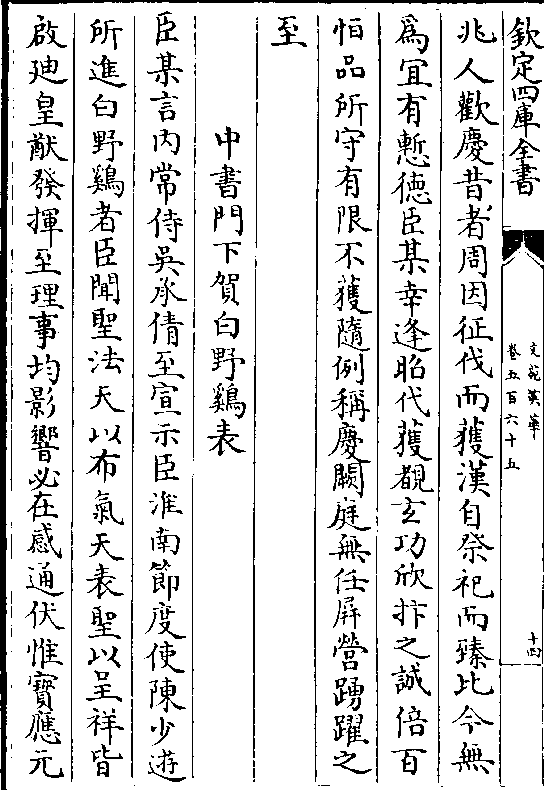 欽定四庫全書
文苑英華
卷五百六十五
十四
兆人歡慶昔者周因征伐而獲漢自祭祀而臻比今無
爲冝有慙徳臣某幸逢昭代獲覩玄功欣抃之誠倍百
恒品所守有限不獲隨例稱慶闕庭無任屏營踴躍之
至
中書門下賀白野鷄表
臣某言内常侍吳承倩至宣示臣淮南節度使陳少遊
所進白野鷄者臣聞聖法天以布氣天表聖以呈祥皆
啟廸皇猷發揮至理事均影響必在感通伏惟寳應元